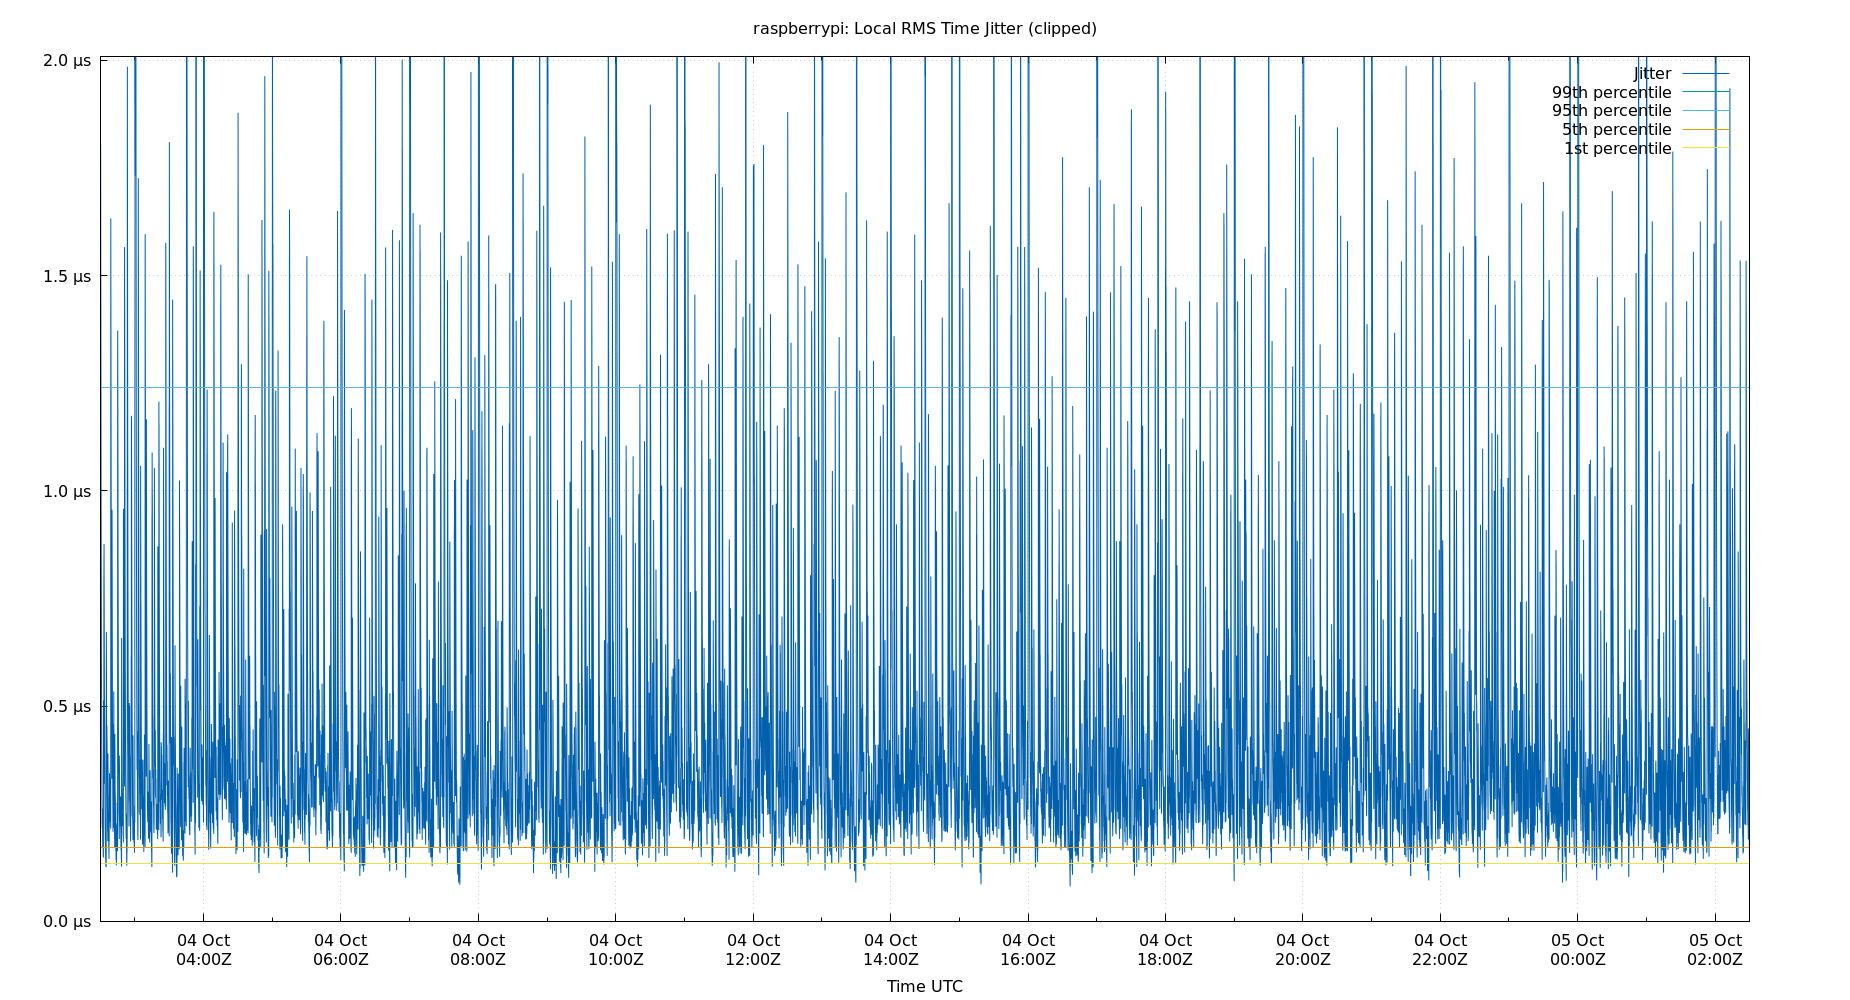 raspberrypi: Local RMS Time Jitter (clipped)
2.0 µs
1.5 µs
1.0 µs
0.5 µs
0.0 µs
Jitter
99th percentile
95th percentile
5th percentile
1st percentile
04 Oct 04 Oct 04 Oct 04 Oct 04 Oct 04 Oct 04 Oct 04 Oct 04 Oct 04 Oct 05 Oct 05 Oct
04:00Z 06:00Z 08:00Z 10:00Z 12:00Z 14:00Z 16:00Z 18:00Z 20:00Z 22:00Z 00:00Z 02:00Z
Time UTC